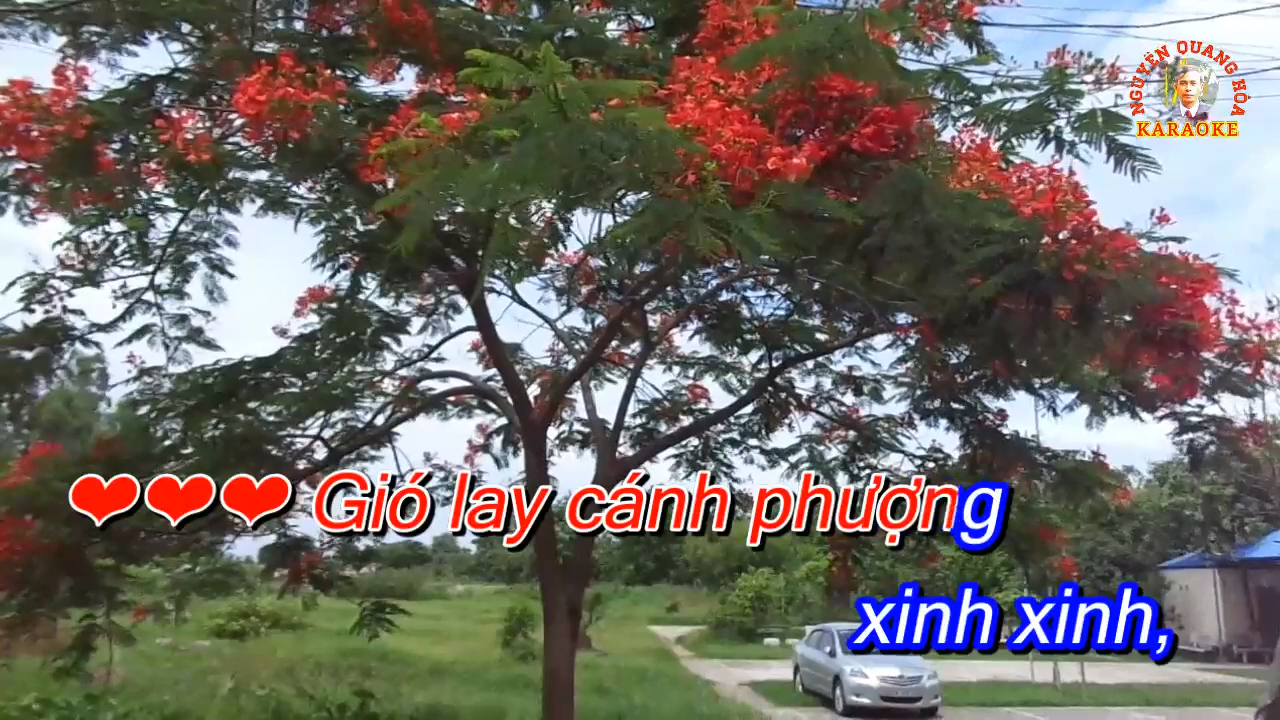 NGUYỄN QUANG HÒA
KARAOKE
❤❤❤ Gió lay cánh phượng
xinh xinh,